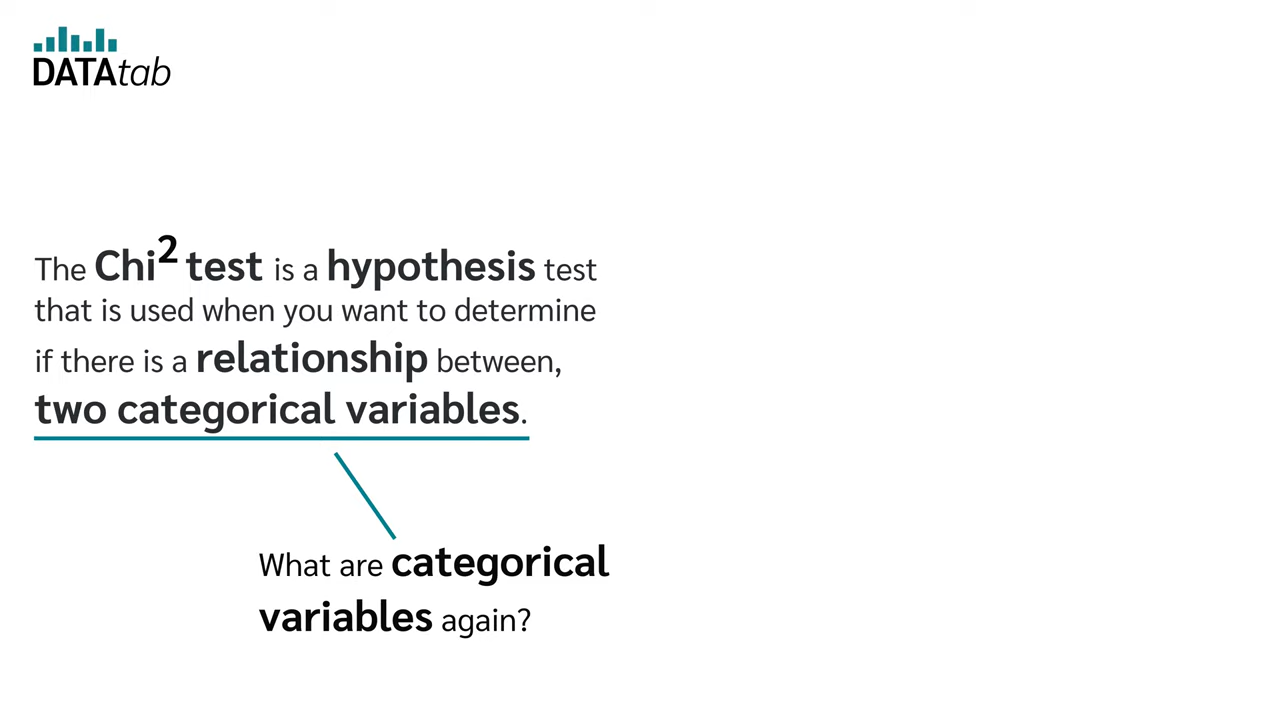 DATAtab
The Chi² test is a hypothesis test
that is used when you want to determine
if there is a relationship between,
two categorical variables.
What are categorical
variables again?